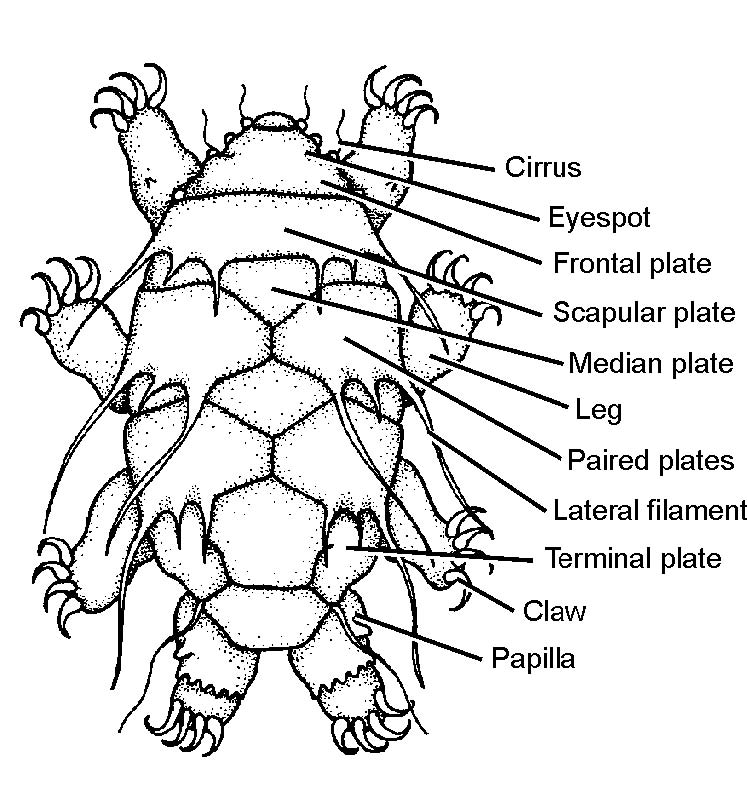 Cirrus
Eyespot
Frontal plate
Scapular plate
Median plate
Leg
Paired plates
Lateral filament
Terminal plate
Claw
Papilla